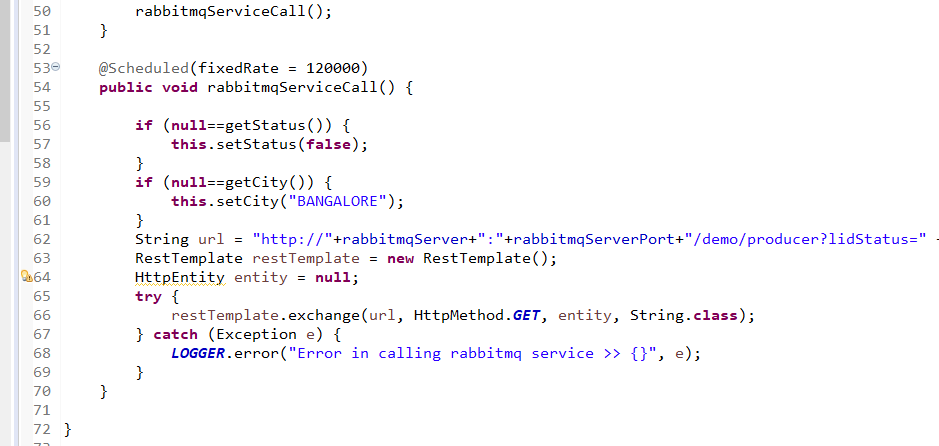 50 rabbitmqServiceCall();
51 }
52
53 @Scheduled(fixedRate = 120000)
54 public void rabbitmqServiceCall() {
55
56 if (null==getStatus()) {
57 this.setStatus(false);
58 }
59 if (null==getCity()) {
60 this.setCity("BANGALORE");
61 }
62 String url = "http://"+rabbitmqServer+":"+rabbitmqServerPort+"/demo/producer?lidStatus="
63 RestTemplate restTemplate = new RestTemplate();
64 HttpEntity entity = null;
65 try {
66 restTemplate.exchange(url, HttpMethod.GET, entity, String.class);
67 } catch (Exception e) {
68 LOGGER.error("Error in calling rabbitmq service >> {}", e);
69 }
70 }
71
72 }